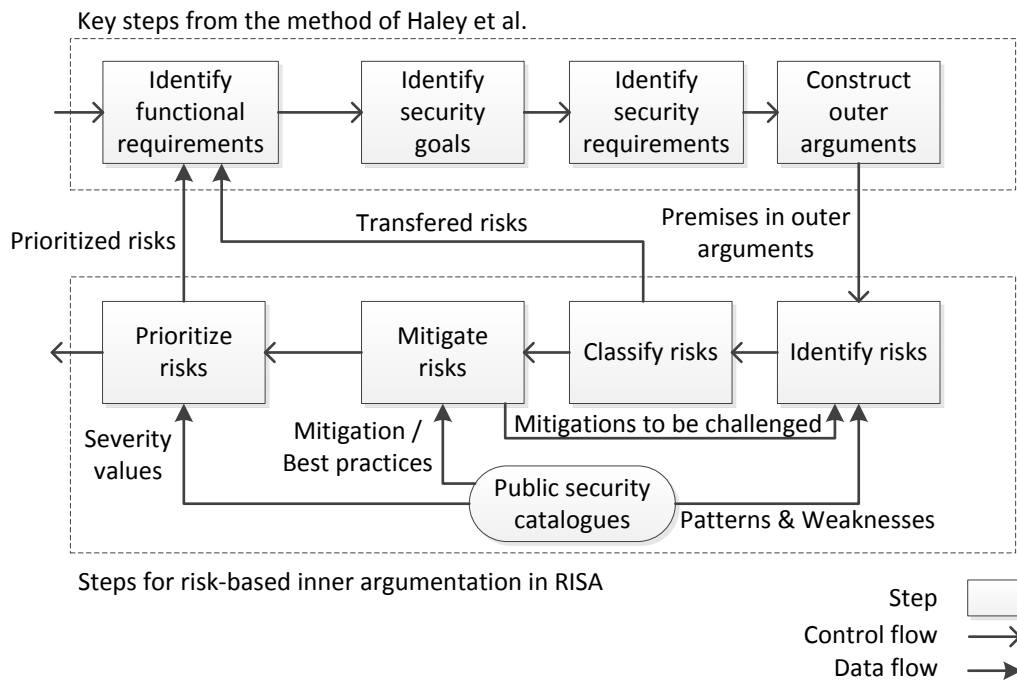 Key steps from the method of Haley et al.
Identify
functional
requirements
Identify
security
goals
Identify
security
requirements
Construct
outer
arguments
Prioritized risks
Transfered risks
Premises in outer
arguments
Prioritize
risks
Mitigate
risks
Classify risks
Identify risks
Severity
values
Mitigation /
Best practices
Mitigations to be challenged
Public security
catalogues
Patterns & Weaknesses
Steps for risk-based inner argumentation in RISA
Step
Control flow
Data flow